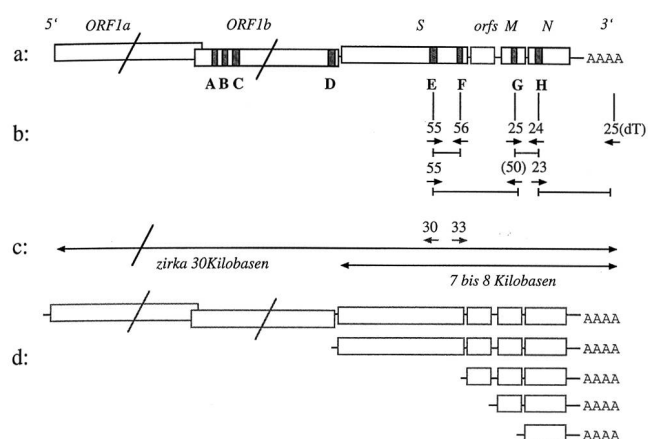 5' ORF1a ORF1b S orfs M N 3'
a: AAAA
A B C D E F G H
b: 55 56 25 24 25(dT)
55 (50) 23
30 33
c:
zirka 30Kilobasen
7 bis 8 Kilobasen
AAAA
AAAA
d:
AAAA
AAAA
AAAA